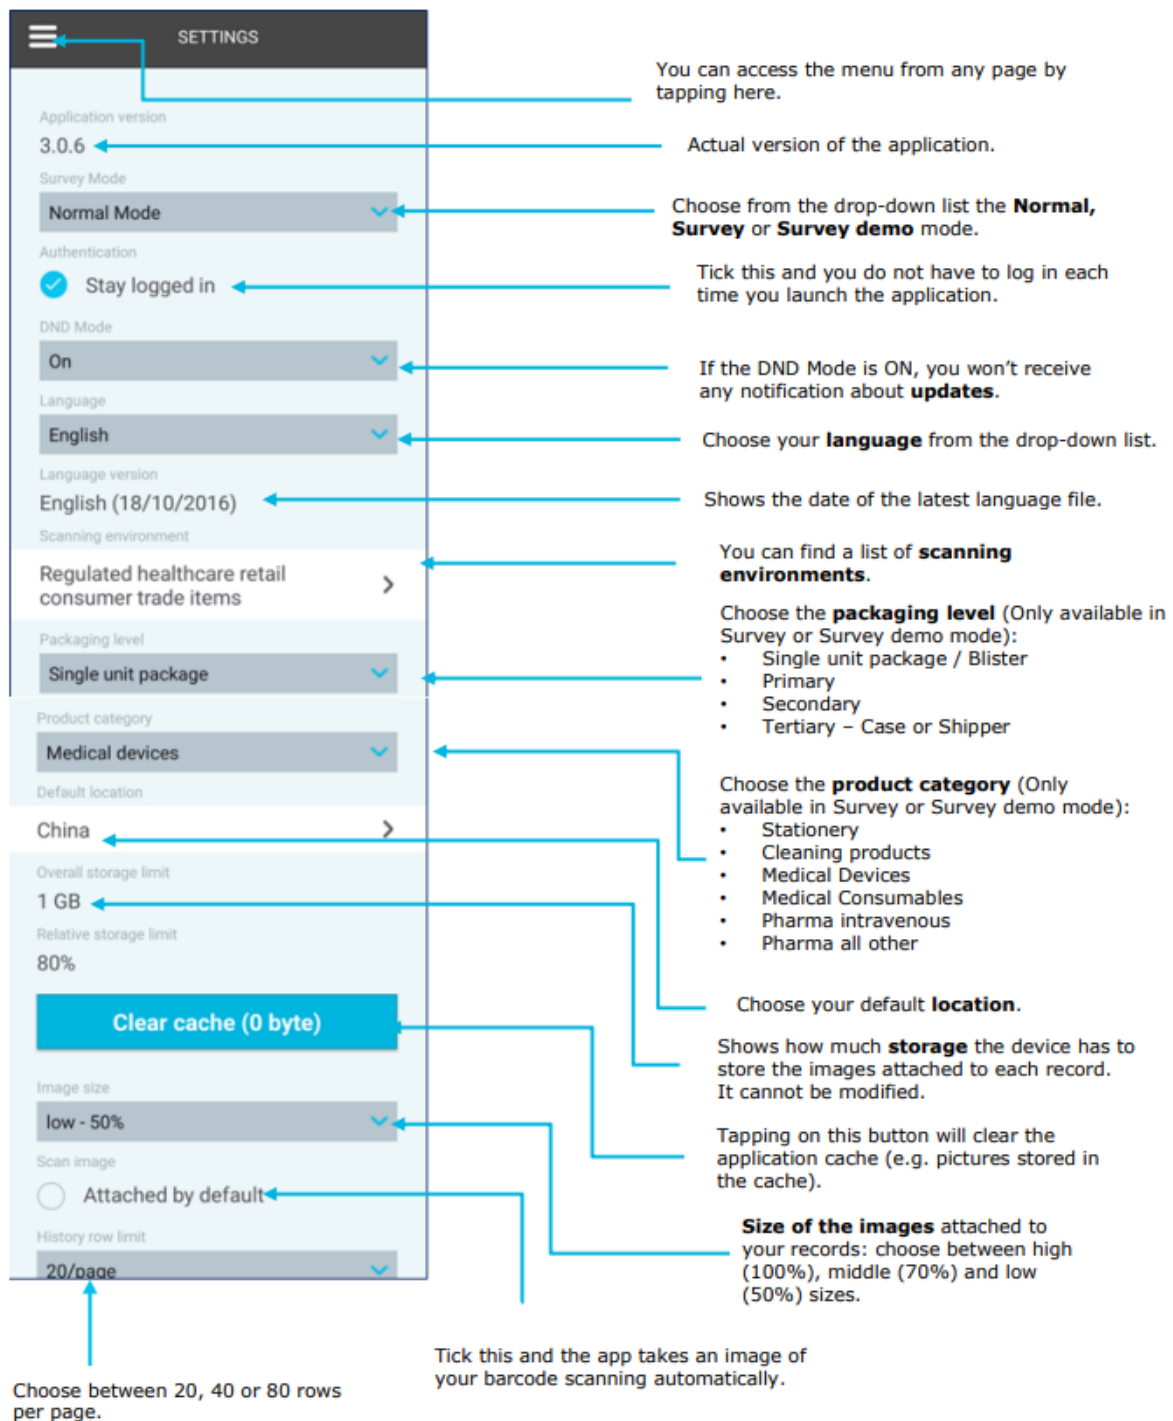 SETTINGS
You can access the menu from any page by
tapping here.
Application version
3.0.6
Actual version of the application.
Survey Mode
Normal Mode
Choose from the drop-down list the Normal,
Survey or Survey demo mode.
Authentication
Stay logged in
Tick this and you do not have to log in each
time you launch the application.
DND Mode
On
If the DND Mode is ON, you won't receive
any notification about updates.
Language
English
Choose your language from the drop-down list.
Language version
English (18/10/2016)
Shows the date of the latest language file.
Scanning environment
Regulated healthcare retail
consumer trade items
You can find a list of scanning
environments.
Packaging level
Single unit package
Choose the packaging level (Only available in
Survey or Survey demo mode):
• Single unit package / Blister
• Primary
• Secondary
• Tertiary – Case or Shipper
Product category
Medical devices
Choose the product category (Only
available in Survey or Survey demo mode):
• Stationery
• Cleaning products
• Medical Devices
• Medical Consumables
• Pharma intravenous
• Pharma all other
Default location
China
Choose your default location.
Overall storage limit
1 GB
Relative storage limit
80%
Shows how much storage the device has to
store the images attached to each record.
It cannot be modified.
Clear cache (0 byte)
Tapping on this button will clear the
application cache (e.g. pictures stored in
the cache).
Image size
low - 50%
Size of the images attached to
your records: choose between high
(100%), middle (70%) and low
(50%) sizes.
Scan image
Attached by default
Tick this and the app takes an image of
your barcode scanning automatically.
History row limit
20/page
Choose between 20, 40 or 80 rows
per page.